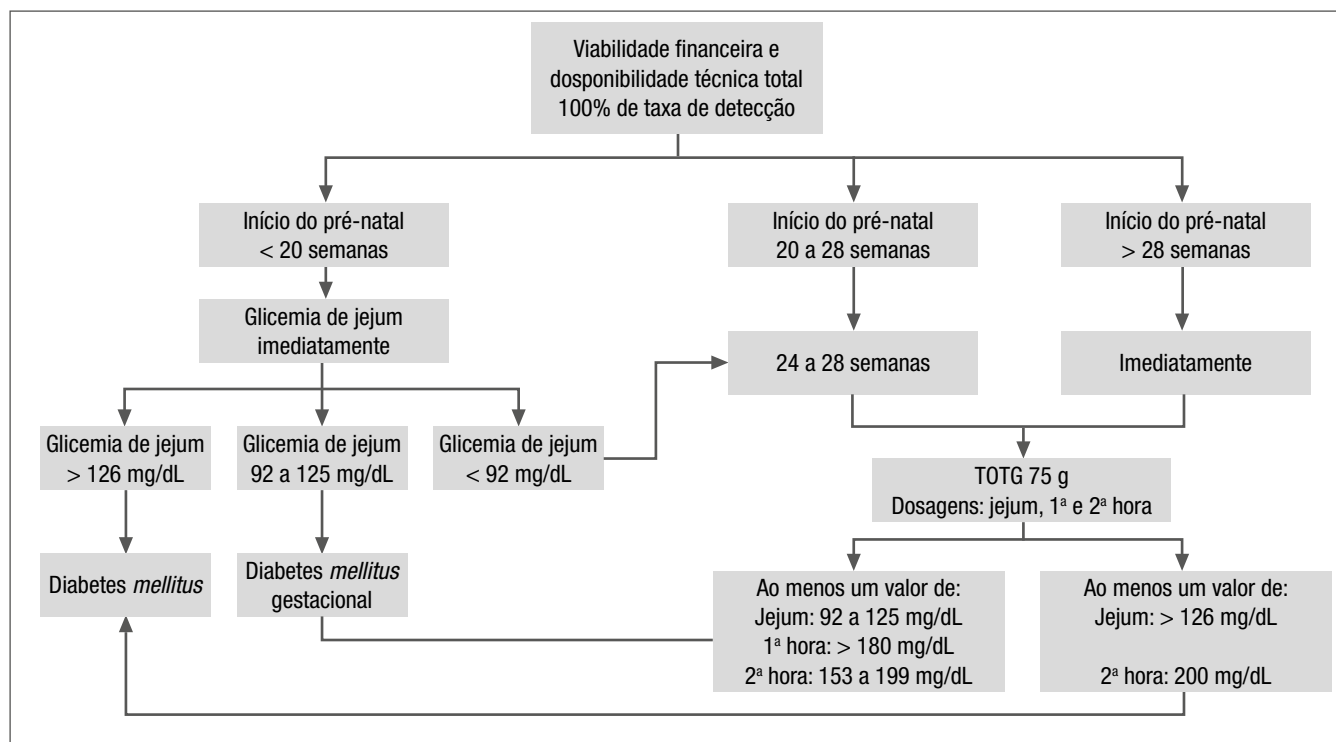 Viabilidade financeira e
dosponibilidade técnica total
100% de taxa de detecção
Início do pré-natal
< 20 semanas
Início do pré-natal
20 a 28 semanas
Início do pré-natal
> 28 semanas
Glicemia de jejum
imediatamente
24 a 28 semanas
Imediatamente
Glicemia de jejum
> 126 mg/dL
Glicemia de jejum
92 a 125 mg/dL
Glicemia de jejum
< 92 mg/dL
TOTG 75 g
Dosagens: jejum, 1ª e 2ª hora
Diabetes mellitus
Diabetes mellitus
gestacional
Ao menos um valor de:
Jejum: 92 a 125 mg/dL
1ª hora: > 180 mg/dL
2ª hora: 153 a 199 mg/dL
Ao menos um valor de:
Jejum: > 126 mg/dL
2ª hora: 200 mg/dL